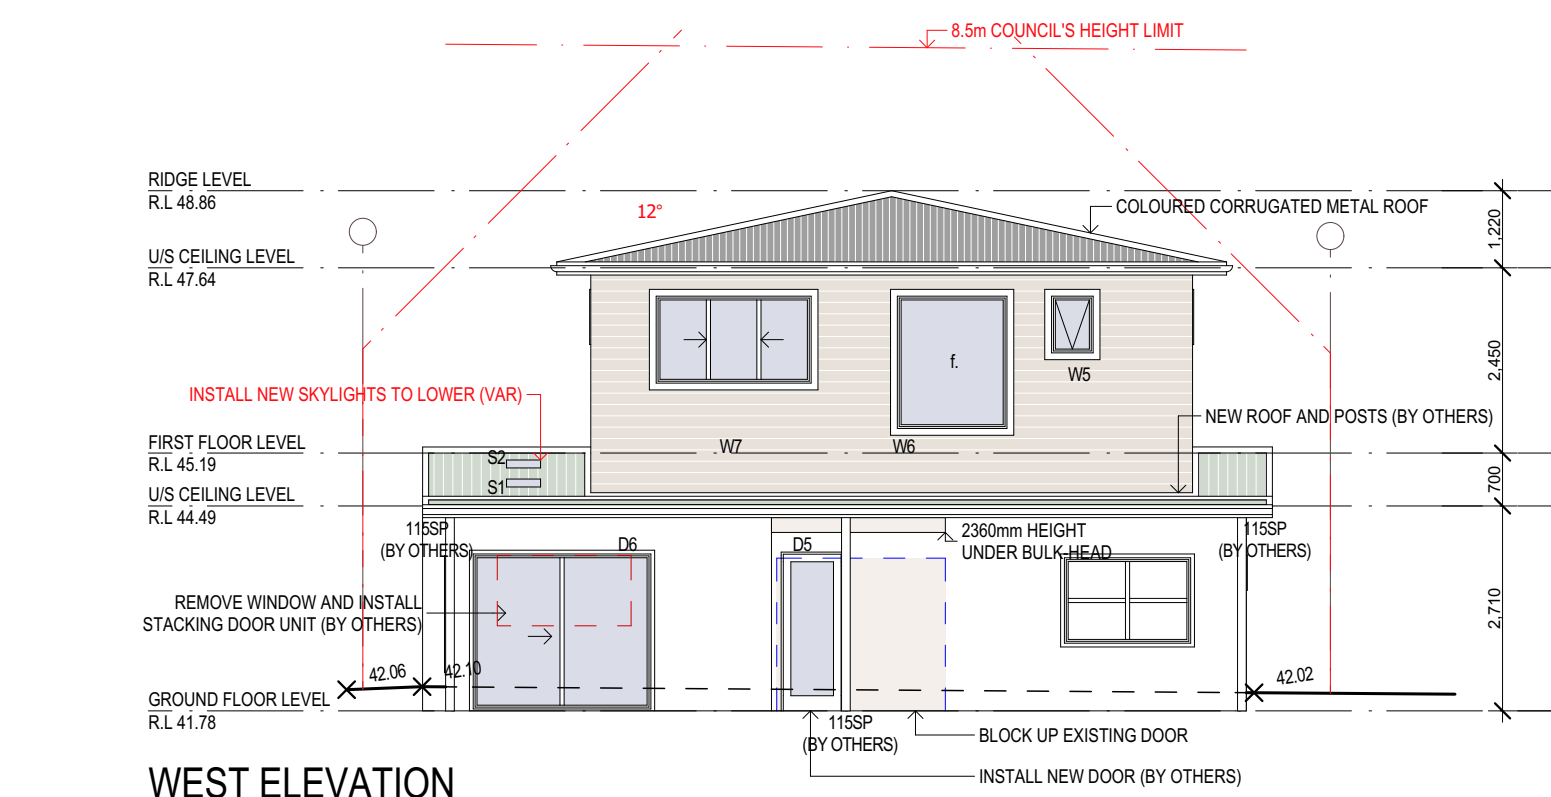 8.5m COUNCIL'S HEIGHT LIMIT
RIDGE LEVEL
R.L 48.86
12°
COLOURED CORRUGATED METAL ROOF
1,220
U/S CEILING LEVEL
R.L 47.64
f.
W5
2,450
INSTALL NEW SKYLIGHTS TO LOWER (VAR)
NEW ROOF AND POSTS (BY OTHERS)
FIRST FLOOR LEVEL
R.L 45.19
W7
W6
S2
S1
700
U/S CEILING LEVEL
R.L 44.49
115SP
(BY OTHERS)
D6
D5
2360mm HEIGHT
UNDER BULK-HEAD
115SP
(BY OTHERS)
REMOVE WINDOW AND INSTALL
STACKING DOOR UNIT (BY OTHERS)
2,710
42.06
42.10
42.02
GROUND FLOOR LEVEL
R.L 41.78
115SP
(BY OTHERS)
BLOCK UP EXISTING DOOR
INSTALL NEW DOOR (BY OTHERS)
WEST ELEVATION